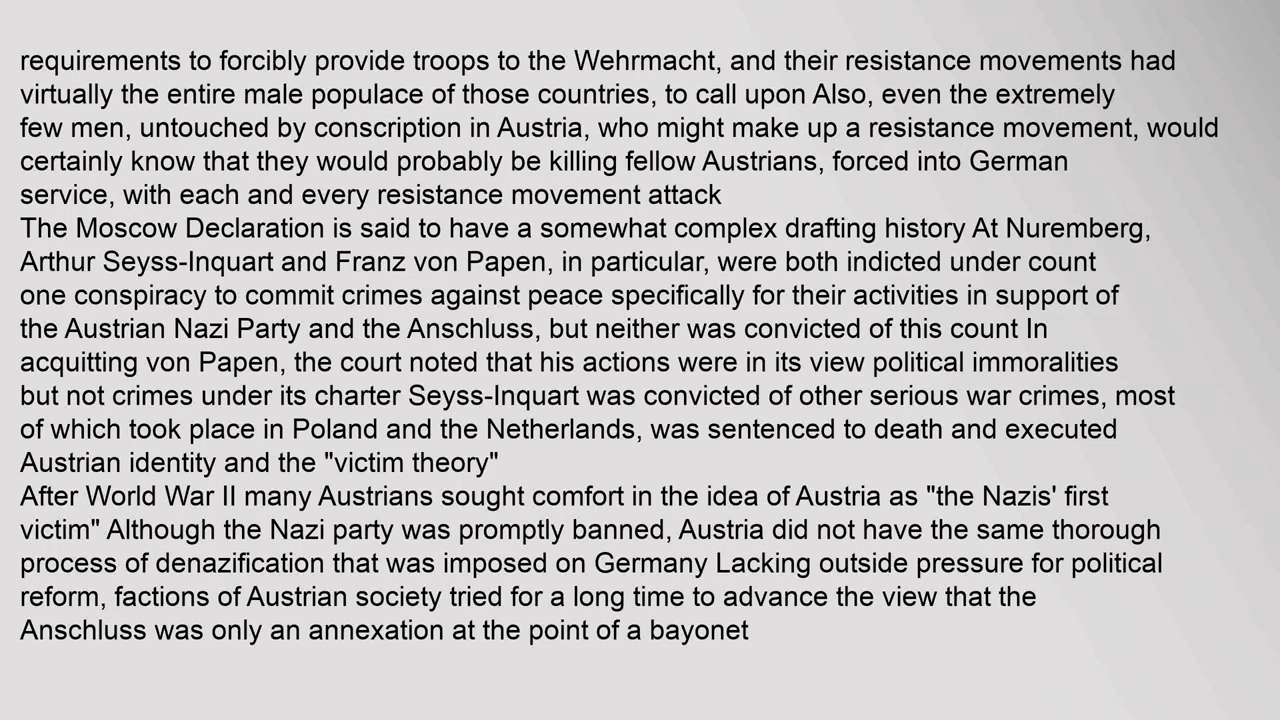 requirements to forcibly provide troops to the Wehrmacht, and their resistance movements had
virtually the entire male populace of those countries, to call upon Also, even the extremely
few men, untouched by conscription in Austria, who might make up a resistance movement, would
certainly know that they would probably be killing fellow Austrians, forced into German
service, with each and every resistance movement attack
The Moscow Declaration is said to have a somewhat complex drafting history At Nuremberg,
Arthur Seyss-Inquart and Franz von Papen, in particular, were both indicted under count
one conspiracy to commit crimes against peace specifically for their activities in support of
the Austrian Nazi Party and the Anschluss, but neither was convicted of this count In
acquitting von Papen, the court noted that his actions were in its view political immoralities
but not crimes under its charter Seyss-Inquart was convicted of other serious war crimes, most
of which took place in Poland and the Netherlands, was sentenced to death and executed
Austrian identity and the "victim theory"
After World War II many Austrians sought comfort in the idea of Austria as "the Nazis' first
victim" Although the Nazi party was promptly banned, Austria did not have the same thorough
process of denazification that was imposed on Germany Lacking outside pressure for political
reform, factions of Austrian society tried for a long time to advance the view that the
Anschluss was only an annexation at the point of a bayonet